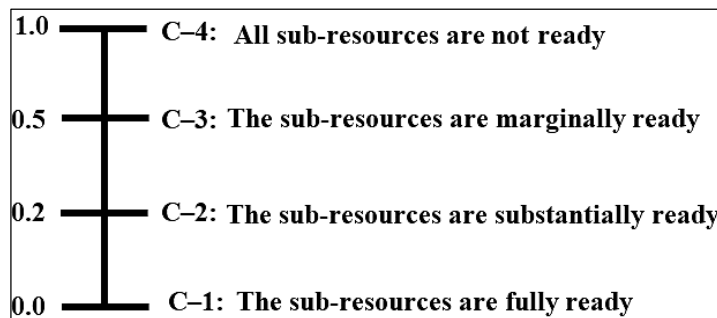 1.0 C–4: All sub-resources are not ready
0.5 C–3: The sub-resources are marginally ready
0.2 C–2: The sub-resources are substantially ready
0.0 C–1: The sub-resources are fully ready